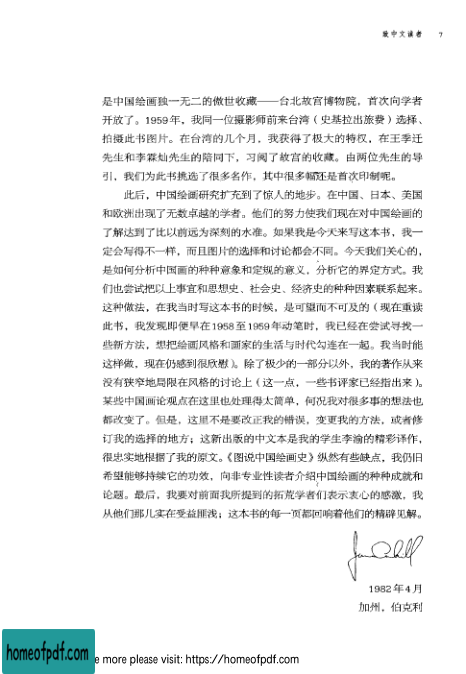 致中文读者 7
是中国绘画独一无二的傲世收藏——台北故宫博物院，首次向学者
开放了。1959年，我同一位摄影师前来台湾（史基拉出旅费）选择、
拍摄此书图片。在台湾的几个月，我获得了极大的特权，在王季迁
先生和李霖灿先生的陪同下，习阅了故宫的收藏。由两位先生的导
引，我们为此书挑选了很多名作，其中很多幅还是首次印制呢。
此后，中国绘画研究扩充到了惊人的地步。在中国、日本、美国
和欧洲出现了无数卓越的学者。他们的努力使我们现在对中国绘画的
了解达到了比以前远为深刻的水准。如果我是今天来写这本书，我一
定会写得不一样，而且图片的选择和讨论都会不同。今天我们关心的，
是如何分析中国画的种种意象和定规的意义，分析它的界定方式。我
们也尝试把以上事宜和思想史、社会史、经济史的种种因素联系起来。
这种做法，在我当时写这本书的时候，是可望而不可及的（现在重读
此书，我发现即便早在1958至1959年动笔时，我已经在尝试寻找一
些新方法，想把绘画风格和画家的生活与时代勾连在一起。我当时能
这样做，现在仍感到很欣慰）。除了极少的一部分以外，我的著作从来
没有狭窄地局限在风格的讨论上（这一点，一些书评家已经指出来）。
某些中国画论观点在这里也处理得太简单，何况我对很多事的想法也
都改变了。但是，这里不是要改正我的错误，变更我的方法，或者修
订我的选择的地方；这新出版的中文本是我的学生李渝的精彩译作，
很忠实地根据了我的原文。《图说中国绘画史》纵然有些缺点，我仍旧
希望能够持续它的功效，向非专业性读者介绍中国绘画的种种成就和
论题。最后，我要对前面我所提到的拓荒学者们表示衷心的感激，我
从他们那儿实在受益匪浅；这本书的每一页都回响着他们的精辟见解。
1982年4月
加州，伯克利
homeofpdf.com
e more please visit: https://homeofpdf.com